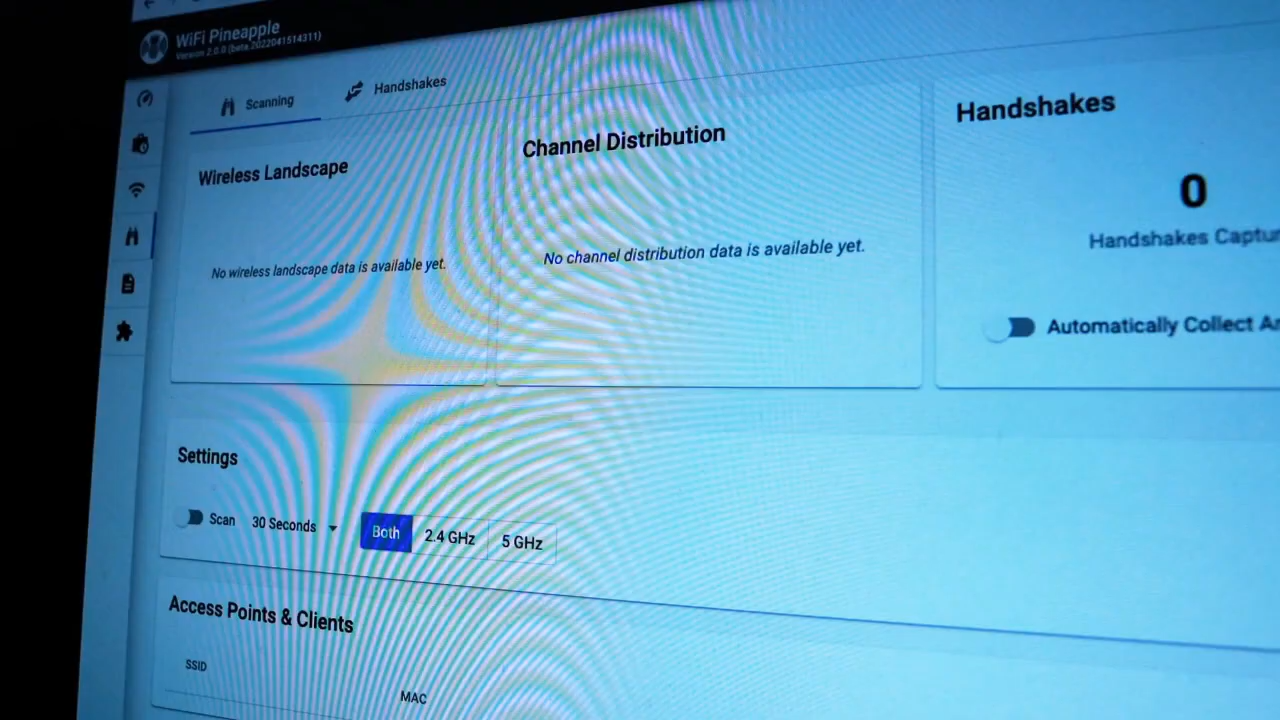 WiFi Pineapple
Version 2.0.0 (beta.2022041514311)
Scanning
Handshakes
Wireless Landscape
No wireless landscape data is available yet.
Channel Distribution
No channel distribution data is available yet.
Handshakes
0
Handshakes Captur
Automatically Collect
Settings
Scan
30 Seconds
Both
2.4 GHz
5 GHz
Access Points & Clients
SSID
MAC